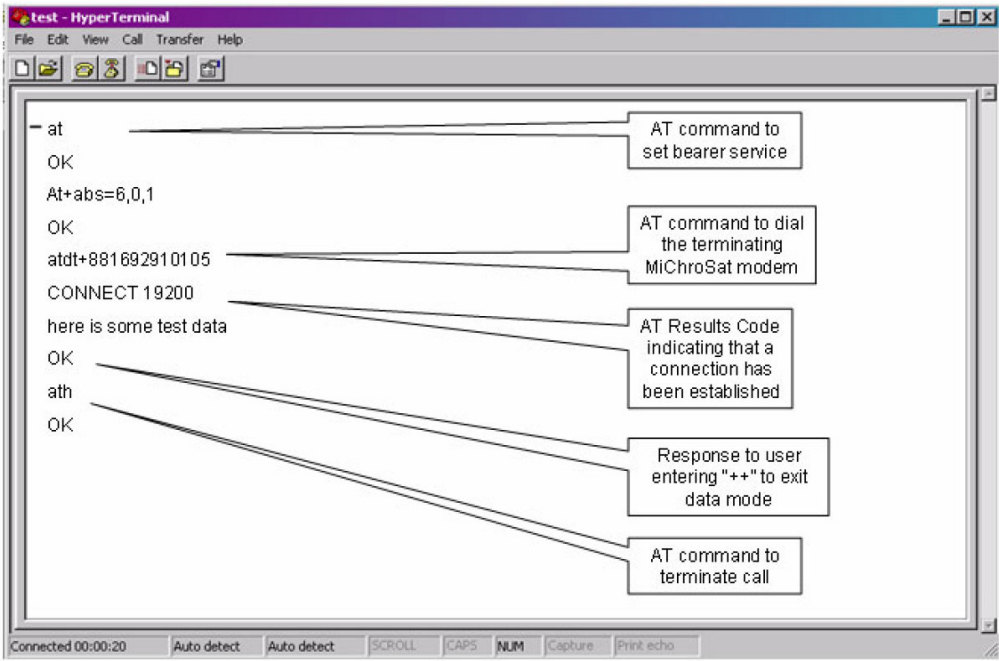 test - HyperTerminal
File Edit View Call Transfer Help
at
OK
At+abs=6,0,1
OK
atdt+881692910105
CONNECT 19200
here is some test data
OK
ath
OK
AT command to
set bearer service
AT command to dial
the terminating
MiChroSat modem
AT Results Code
indicating that a
connection has
been established
Response to user
entering "++" to exit
data mode
AT command to
terminate call
Connected 00:00:20 Auto detect Auto detect SCROLL CAPS NUM Capture Print echo